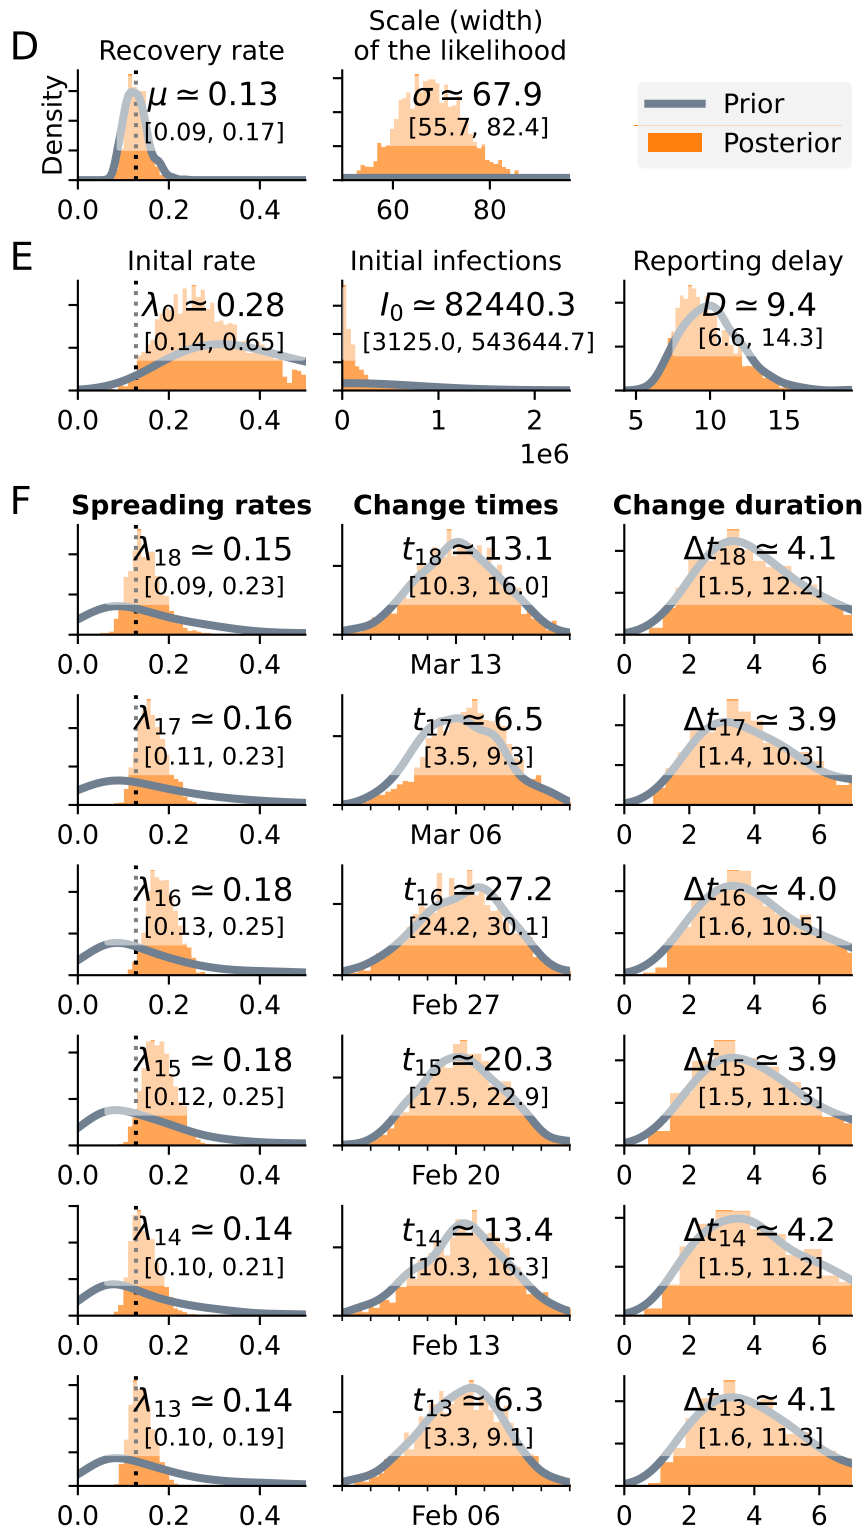 D
Recovery rate
Scale (width)
of the likelihood
Density
μ ≃ 0.13
[0.09, 0.17]
σ ≃ 67.9
[55.7, 82.4]
Prior
Posterior
0.0 0.2 0.4
60 80
E
Inital rate
Initial infections
Reporting delay
λ0 ≃ 0.28
[0.14, 0.65]
I0 ≃ 82440.3
[3125.0, 543644.7]
D ≃ 9.4
[6.6, 14.3]
0.0 0.2 0.4
0 1 2
1e6
5 10 15
F
Spreading rates
Change times
Change duration
λ18 ≃ 0.15
[0.09, 0.23]
t18 ≃ 13.1
[10.3, 16.0]
Δt18 ≃ 4.1
[1.5, 12.2]
0.0 0.2 0.4
Mar 13
0 2 4 6
λ17 ≃ 0.16
[0.11, 0.23]
t17 ≃ 6.5
[3.5, 9.3]
Δt17 ≃ 3.9
[1.4, 10.3]
0.0 0.2 0.4
Mar 06
0 2 4 6
λ16 ≃ 0.18
[0.13, 0.25]
t16 ≃ 27.2
[24.2, 30.1]
Δt16 ≃ 4.0
[1.6, 10.5]
0.0 0.2 0.4
Feb 27
0 2 4 6
λ15 ≃ 0.18
[0.12, 0.25]
t15 ≃ 20.3
[17.5, 22.9]
Δt15 ≃ 3.9
[1.5, 11.3]
0.0 0.2 0.4
Feb 20
0 2 4 6
λ14 ≃ 0.14
[0.10, 0.21]
t14 ≃ 13.4
[10.3, 16.3]
Δt14 ≃ 4.2
[1.5, 11.2]
0.0 0.2 0.4
Feb 13
0 2 4 6
λ13 ≃ 0.14
[0.10, 0.19]
t13 ≃ 6.3
[3.3, 9.1]
Δt13 ≃ 4.1
[1.6, 11.3]
0.0 0.2 0.4
Feb 06
0 2 4 6